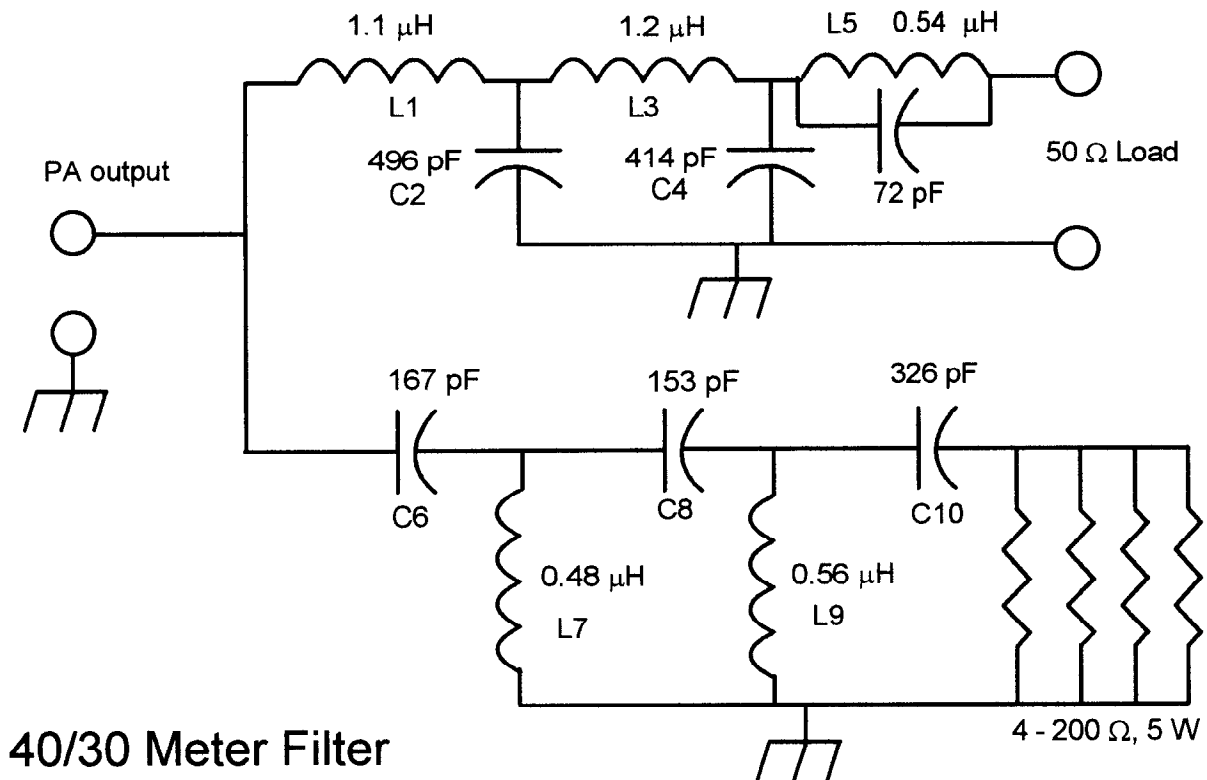 1.1 μH
1.2 μH
L5 0.54 μH
L1
L3
PA output
496 pF
C2
414 pF
C4
72 pF
50 Ω Load
167 pF
153 pF
326 pF
C6
C8
C10
0.48 μH
L7
0.56 μH
L9
4 - 200 Ω, 5 W
40/30 Meter Filter